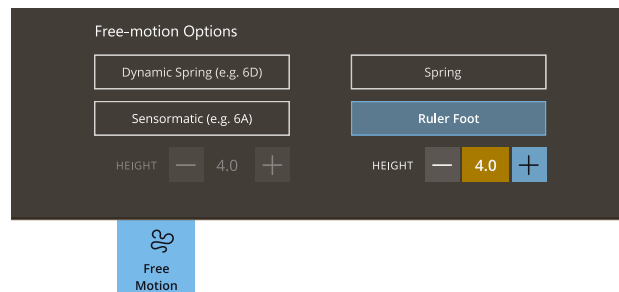 Free-motion Options
Dynamic Spring (e.g. 6D)
Spring
Sensormatic (e.g. 6A)
Ruler Foot
HEIGHT — 4.0 +
HEIGHT — 4.0 +
Free
Motion